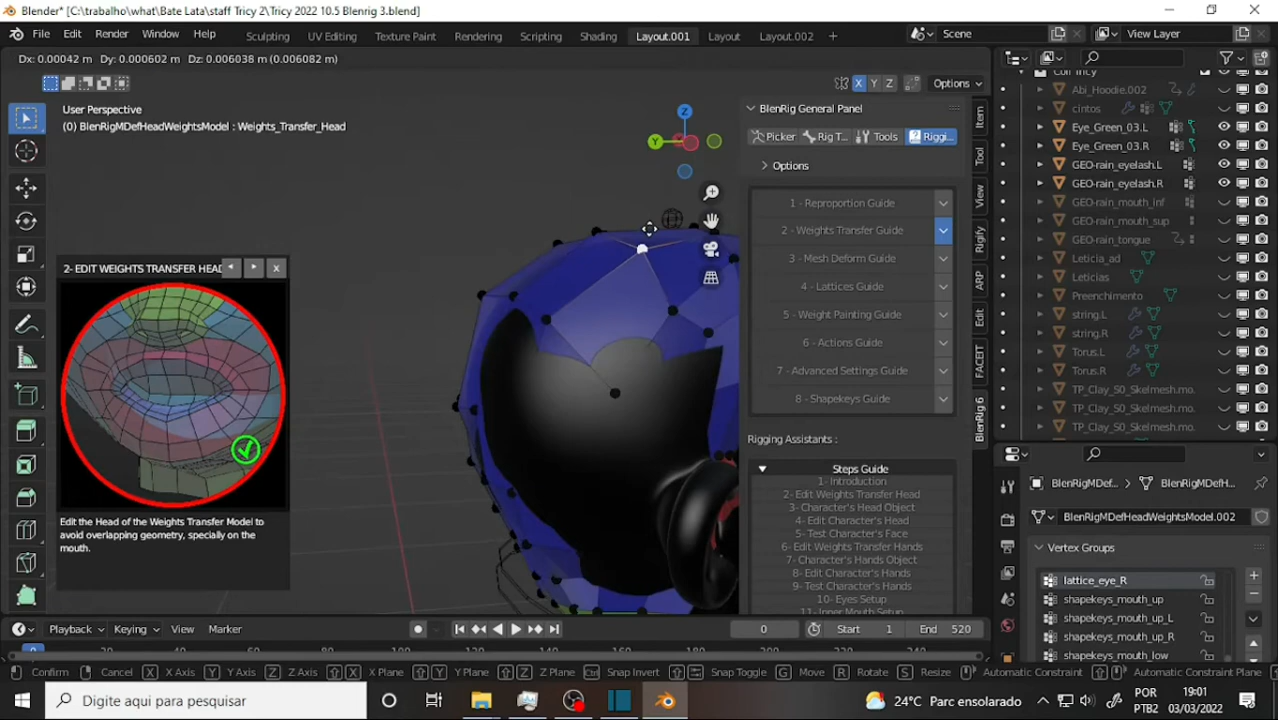 Blender* [C:\trabalho\what\Bate Lata\staff Tricy 2\Tricy 2022 10.5 Blenrig 3.blend]
File Edit Render Window Help Sculpting UV Editing Texture Paint Rendering Scripting Shading Layout.001 Layout Layout.002 + Scene View Layer
Dx: 0.00042 m Dy: 0.000602 m Dz: 0.006038 m (0.006082 m)
X Y Z Options
User Perspective
(0) BlenRigMDefHeadWeightsModel : Weights_Transfer_Head
Z
Y
BlenRig General Panel
Picker Rig T... Tools Riggi...
Options
1 - Reproportion Guide
2 - Weights Transfer Guide
3 - Mesh Deform Guide
4 - Lattices Guide
5 - Weight Painting Guide
6 - Actions Guide
7 - Advanced Settings Guide
8 - Shapekeys Guide
Rigging Assistants :
Steps Guide
1- Introduction
2- Edit Weights Transfer Head
3- Character's Head Object
4- Edit Character's Head
5- Test Character's Face
6- Edit Weights Transfer Hands
7- Character's Hands Object
8- Edit Character's Hands
9- Test Character's Hands
10- Eyes Setup
11- Inner Mouth Setup
Item
Tool
View
Rigify
ARP
Edit
FACEIT
BlenRig 6
2- EDIT WEIGHTS TRANSFER HEAD
x
Edit the Head of the Weights Transfer Model to
avoid overlapping geometry, specially on the
mouth.
Abi_Hoodie.002
cintos
Eye_Green_03.L
Eye_Green_03.R
GEO-rain_eyelash.L
GEO-rain_eyelash.R
GEO-rain_mouth_inf
GEO-rain_mouth_sup
GEO-rain_tongue
Leticia_ad
Leticias
Preenchimento
string.L
string.R
Torus.L
Torus.R
TP_Clay_S0_Skelmesh.mo.
TP_Clay_S0_Skelmesh.mo.
TP_Clay_S0_Skelmesh.mo.
BlenRigMDef... BlenRigMDefH...
BlenRigMDefHeadWeightsModel.002
Vertex Groups
lattice_eye_R
shapekeys_mouth_up
shapekeys_mouth_up_L
shapekeys_mouth_up_R
shapekeys_mouth_low
Playback Keying View Marker 0 Start 1 End 520
Confirm Cancel X X Axis Y Y Axis Z Z Axis X X Plane Y Y Plane Z Z Plane Ctrl Snap Invert Snap Toggle G Move R Rotate S Resize Automatic Constraint Automatic Constraint Plane
Digite aqui para pesquisar
24°C Parc ensolarado
POR
PTB2
19:01
03/03/2022